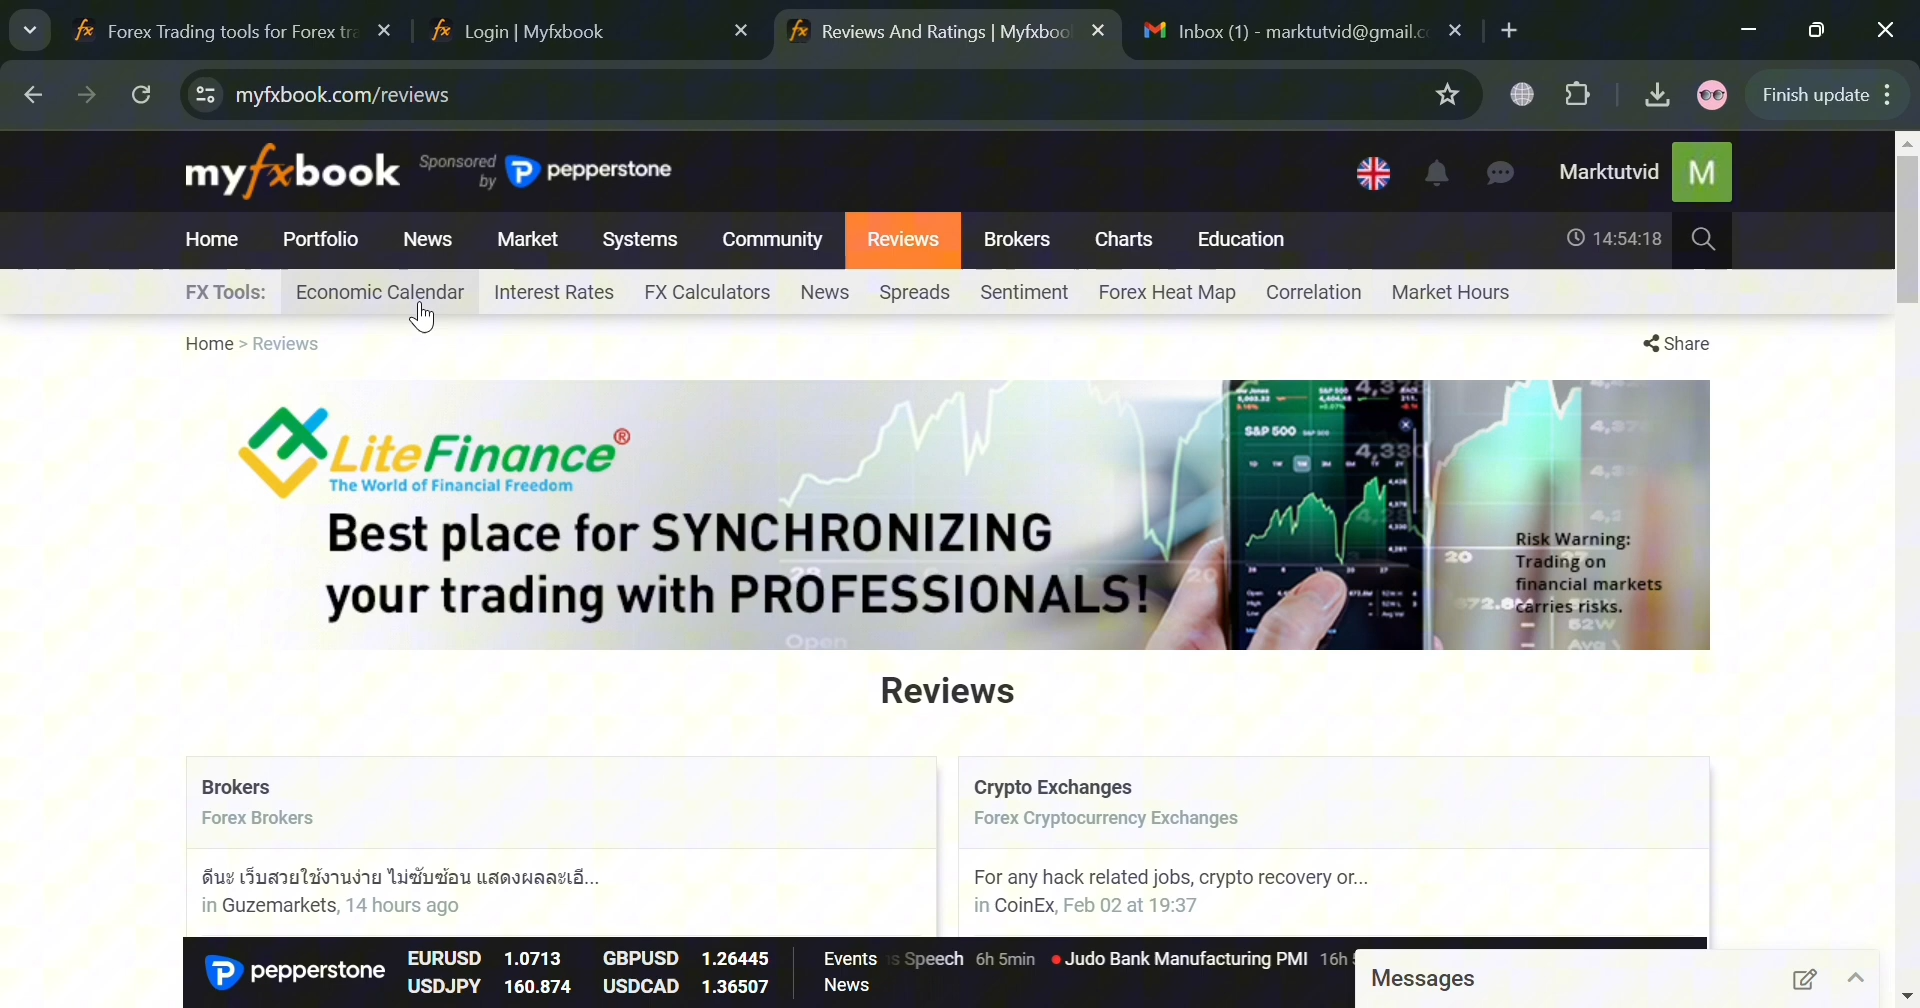 Forex Trading tools for Forex tra
Login | Myfxbook
Reviews And Ratings | Myfxboo
Inbox (1) - marktutvid@gmail.c
myfxbook.com/reviews
Finish update
myfxbook Sponsored by pepperstone
Marktutvid M
Home Portfolio News Market Systems Community Reviews Brokers Charts Education 14:54:18
FX Tools: Economic Calendar Interest Rates FX Calculators News Spreads Sentiment Forex Heat Map Correlation Market Hours
Home > Reviews
Share
LiteFinance®
The World of Financial Freedom
Best place for SYNCHRONIZING
your trading with PROFESSIONALS!
S&P 500
Risk Warning:
Trading on
financial markets
carries risks.
Reviews
Brokers
Forex Brokers
ดีนะ เว็บสวยใช้งานง่าย ไม่ซับซ้อน แสดงผลละเอี...
in Guzemarkets, 14 hours ago
Crypto Exchanges
Forex Cryptocurrency Exchanges
For any hack related jobs, crypto recovery or...
in CoinEx, Feb 02 at 19:37
pepperstone
EURUSD 1.0713 GBPUSD 1.26445
USDJPY 160.874 USDCAD 1.36507
Events Speech 6h 5min Judo Bank Manufacturing PMI 16h
News
Messages